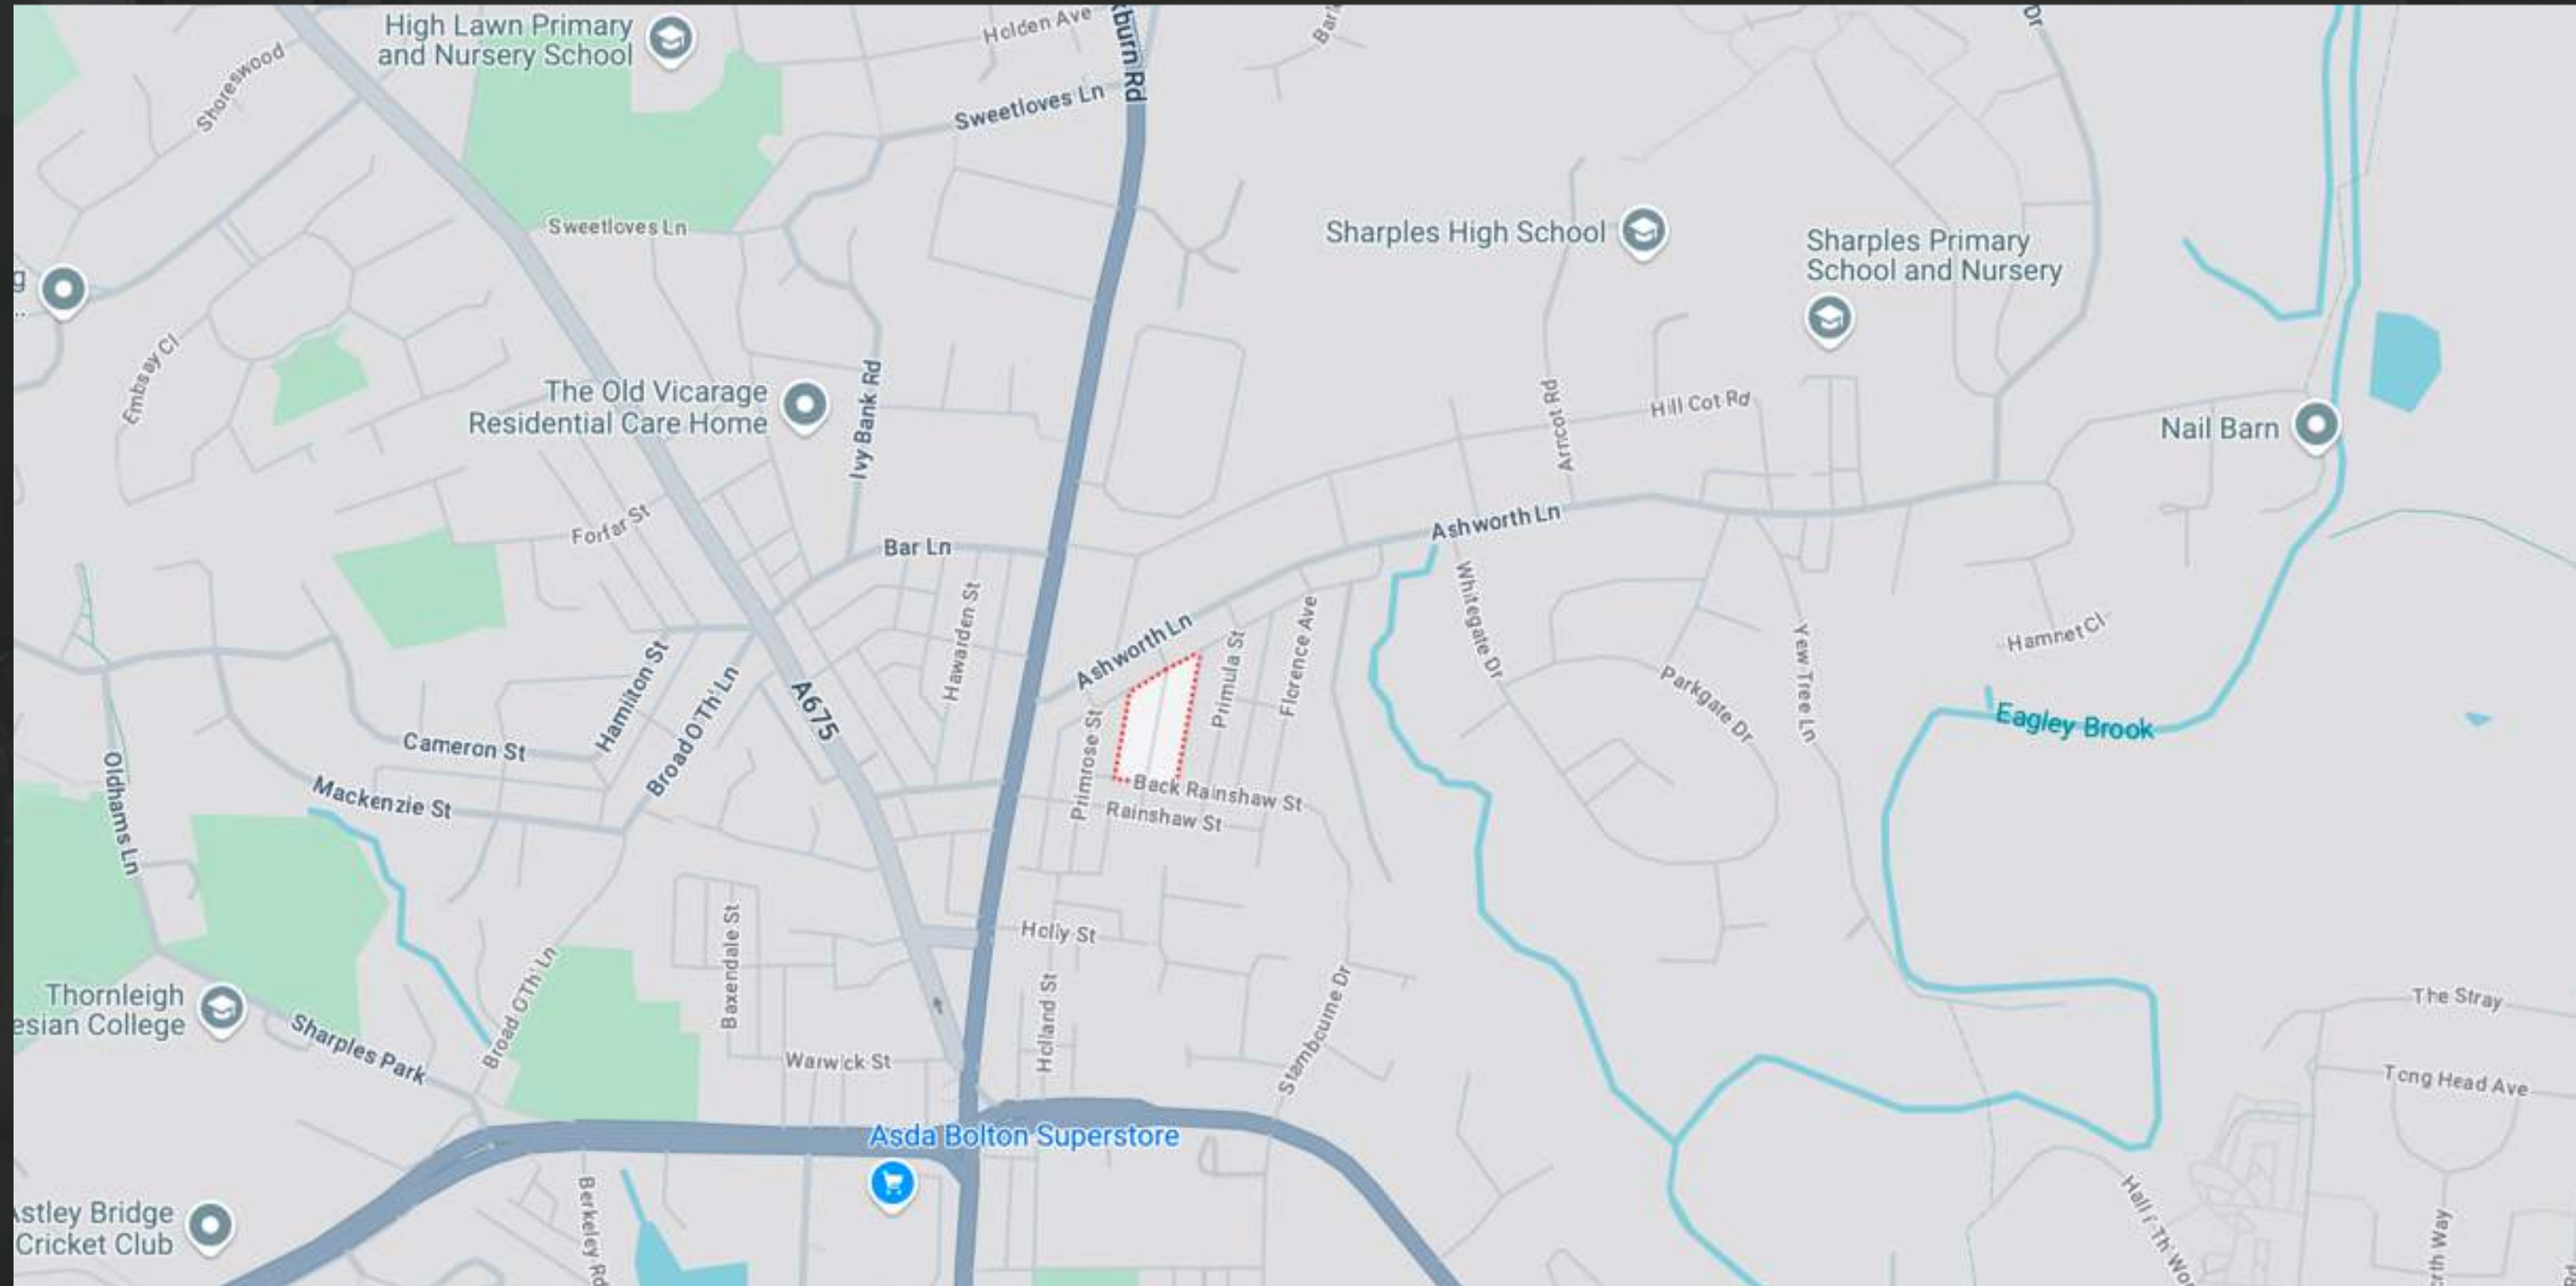 High Lawn Primary
and Nursery School
Holden Ave
Shoreswood
Sweetloves Ln
Sweetloves Ln
Sharples High School
Sharples Primary
School and Nursery
The Old Vicarage
Residential Care Home
Embsay Cl
Ivy Bank Rd
Arncot Rd
Hill Cot Rd
Nail Barn
Forfar St
Bar Ln
Ashworth Ln
Hawarden St
Whitegate Dr
Ashworth Ln
Primula St
Florence Ave
Yew Tree Ln
Hamnet Cl
Hamilton St
Broad O'Th' Ln
A675
Parkgate Dr
Eagley Brook
Cameron St
Primrose St
Oldhams Ln
Mackenzie St
Back Rainshaw St
Rainshaw St
Baxendale St
Holly St
Broad O'Th' Ln
Thornleigh
esian College
Holland St
Stambourne Dr
The Stray
Sharples Park
Warwick St
Tong Head Ave
Asda Bolton Superstore
Berkeley Rd
stley Bridge
Cricket Club